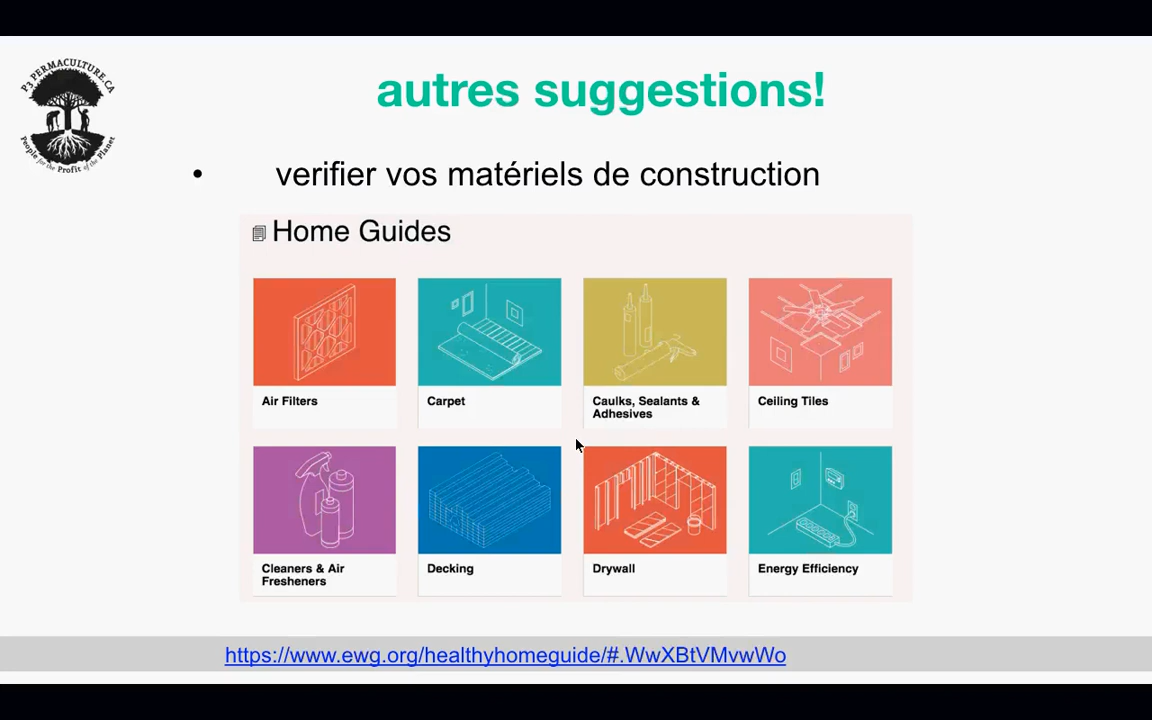 P3 PERMACULTURE.CA
People for the Profit of the Planet
autres suggestions!
• verifier vos matériels de construction
Home Guides
Air Filters
Carpet
Caulks, Sealants &
Adhesives
Ceiling Tiles
Cleaners & Air
Fresheners
Decking
Drywall
Energy Efficiency
https://www.ewg.org/healthyhomeguide/#.WwXBtVMvwWo